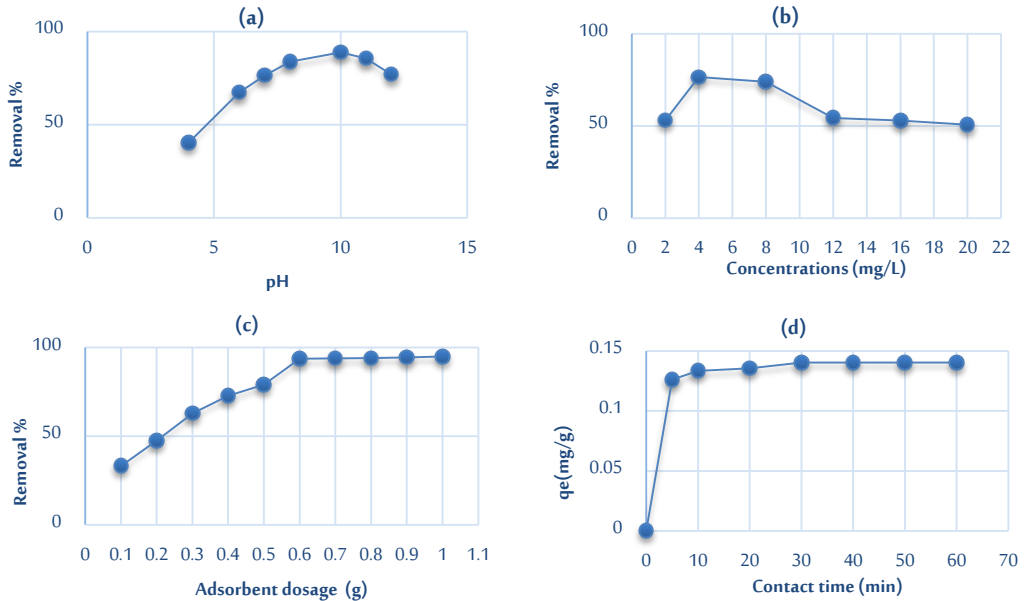 (a)
100
50
0
Removal %
0 5 10 15
pH
(b)
100
50
0
Removal %
0 2 4 6 8 10 12 14 16 18 20 22
Concentrations (mg/L)
(c)
100
50
0
Removal %
0 0.1 0.2 0.3 0.4 0.5 0.6 0.7 0.8 0.9 1 1.1
Adsorbent dosage (g)
(d)
0.15
0.1
0.05
0
qe(mg/g)
0 10 20 30 40 50 60 70
Contact time (min)